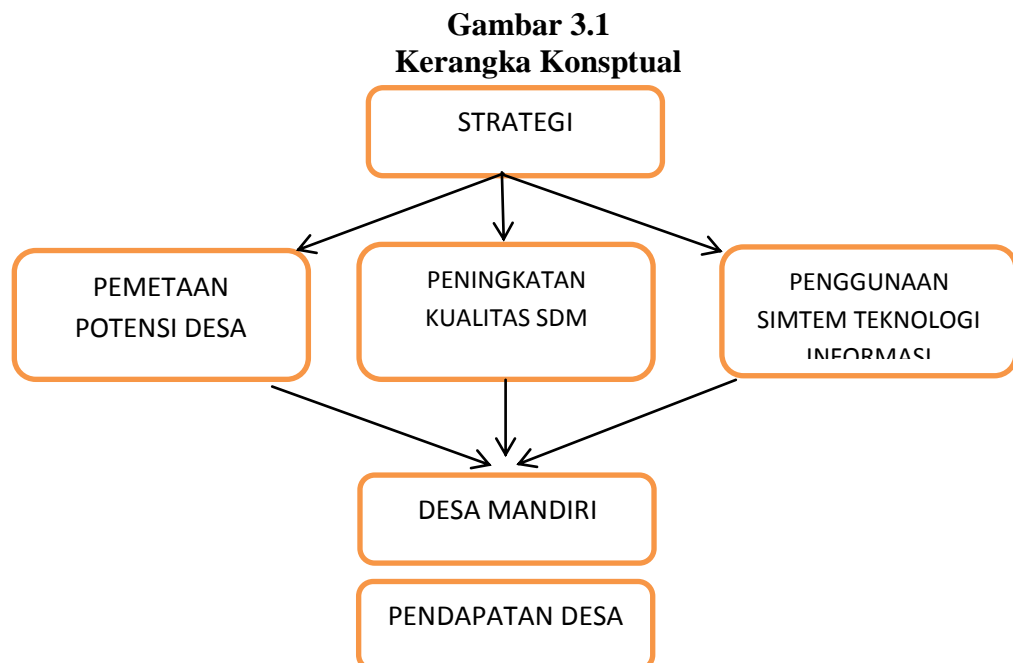 Gambar 3.1
Kerangka Konsptual
STRATEGI
PEMETAAN
POTENSI DESA
PENINGKATAN
KUALITAS SDM
PENGGUNAAN
SIMTEM TEKNOLOGI
INFORMASI
DESA MANDIRI
PENDAPATAN DESA